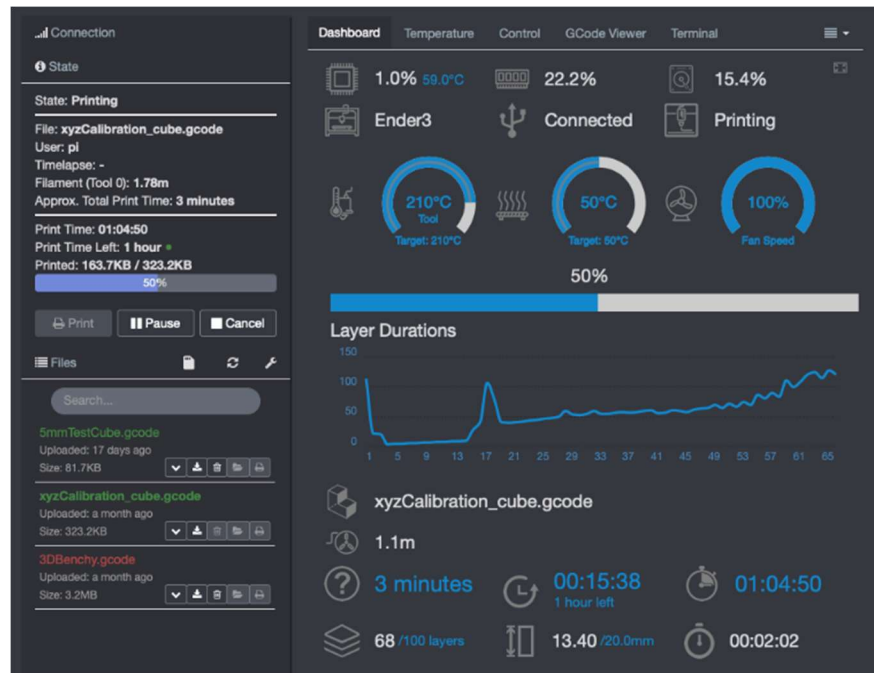 Connection
State
State: Printing
File: xyzCalibration_cube.gcode
User: pi
Timelapse: -
Filament (Tool 0): 1.78m
Approx. Total Print Time: 3 minutes
Print Time: 01:04:50
Print Time Left: 1 hour
Printed: 163.7KB / 323.2KB
50%
Print Pause Cancel
Files
Search...
5mmTestCube.gcode
Uploaded: 17 days ago
Size: 81.7KB
xyzCalibration_cube.gcode
Uploaded: a month ago
Size: 323.2KB
3DBenchy.gcode
Uploaded: a month ago
Size: 3.2MB
Dashboard Temperature Control GCode Viewer Terminal
1.0% 59.0°C 22.2% 15.4%
Ender3 Connected Printing
210°C 50°C 100%
Tool
Target: 210°C Target: 50°C Fan Speed
50%
Layer Durations
150
100
50
0
1 5 9 13 17 21 25 29 33 37 41 45 49 53 57 61 65
xyzCalibration_cube.gcode
1.1m
3 minutes 00:15:38 01:04:50
1 hour left
68 /100 layers 13.40 /20.0mm 00:02:02